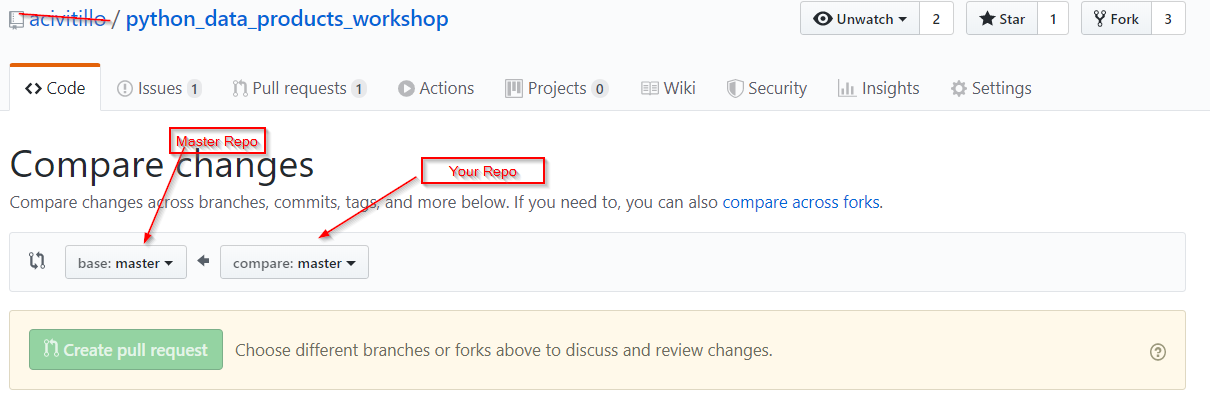 acivitillo / python_data_products_workshop
Unwatch 2 Star 1 Fork 3
Code Issues 1 Pull requests 1 Actions Projects 0 Wiki Security Insights Settings
Master Repo
Compare changes
Your Repo
Compare changes across branches, commits, tags, and more below. If you need to, you can also compare across forks.
base: master compare: master
Create pull request Choose different branches or forks above to discuss and review changes.